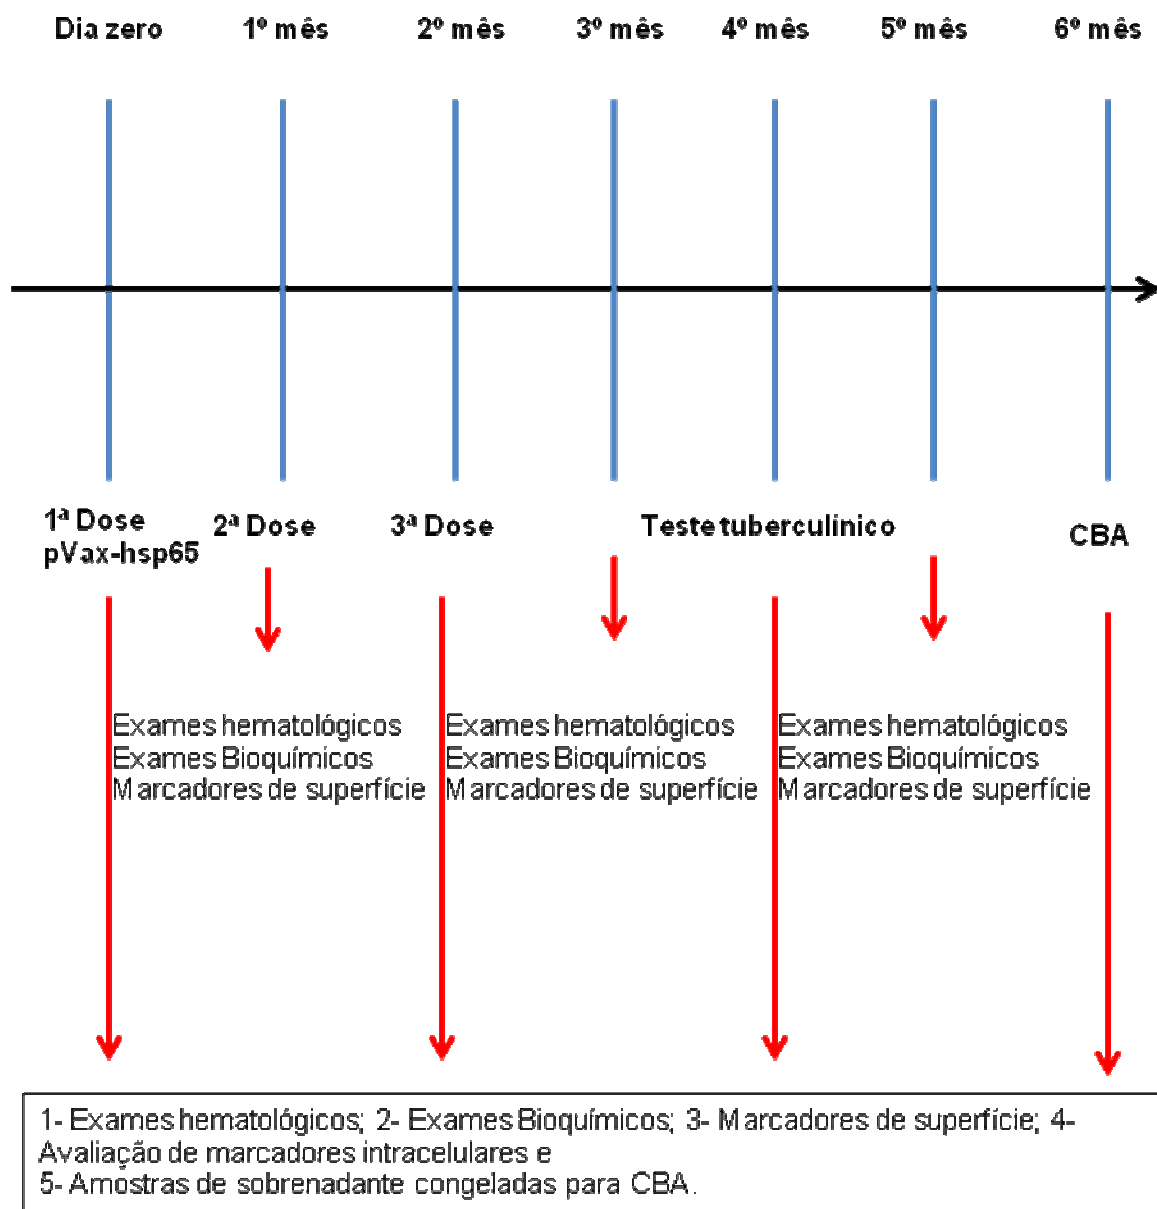 Dia zero 1º mês 2º mês 3º mês 4º mês 5º mês 6º mês
1ª Dose
pVax-hsp65
2ª Dose
3ª Dose
Teste tuberculínico
CBA
Exames hematológicos
Exames Bioquímicos
Marcadores de superfície
Exames hematológicos
Exames Bioquímicos
Marcadores de superfície
Exames hematológicos
Exames Bioquímicos
Marcadores de superfície
1- Exames hematológicos; 2- Exames Bioquímicos; 3- Marcadores de superfície; 4-
Avaliação de marcadores intracelulares e
5- Amostras de sobrenadante congeladas para CBA.